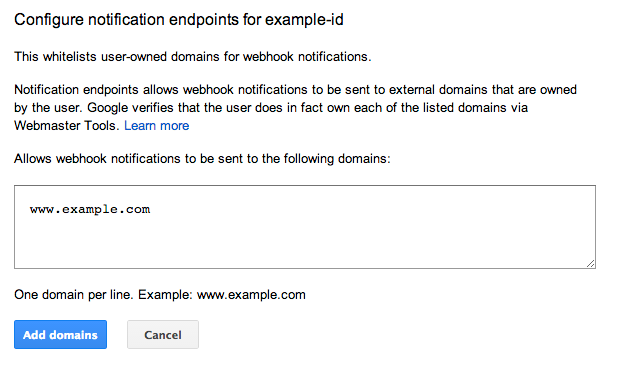 Configure notification endpoints for example-id
This whitelists user-owned domains for webhook notifications.
Notification endpoints allows webhook notifications to be sent to external domains that are owned
by the user. Google verifies that the user does in fact own each of the listed domains via
Webmaster Tools. Learn more
Allows webhook notifications to be sent to the following domains:
www.example.com
One domain per line. Example: www.example.com
Add domains Cancel